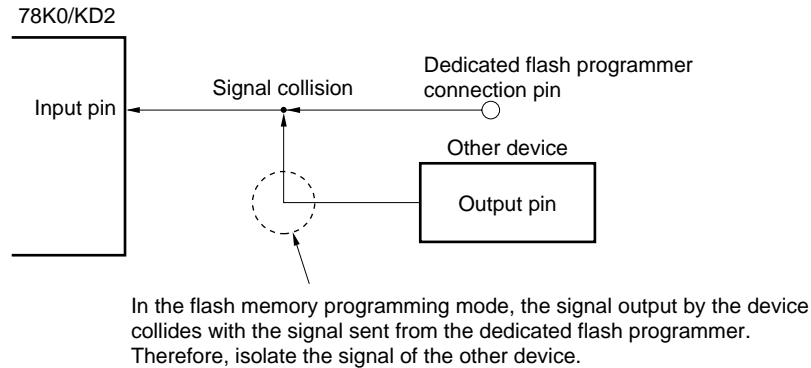 78K0/KD2
Input pin
Signal collision
Dedicated flash programmer
connection pin
Other device
Output pin
In the flash memory programming mode, the signal output by the device
collides with the signal sent from the dedicated flash programmer.
Therefore, isolate the signal of the other device.